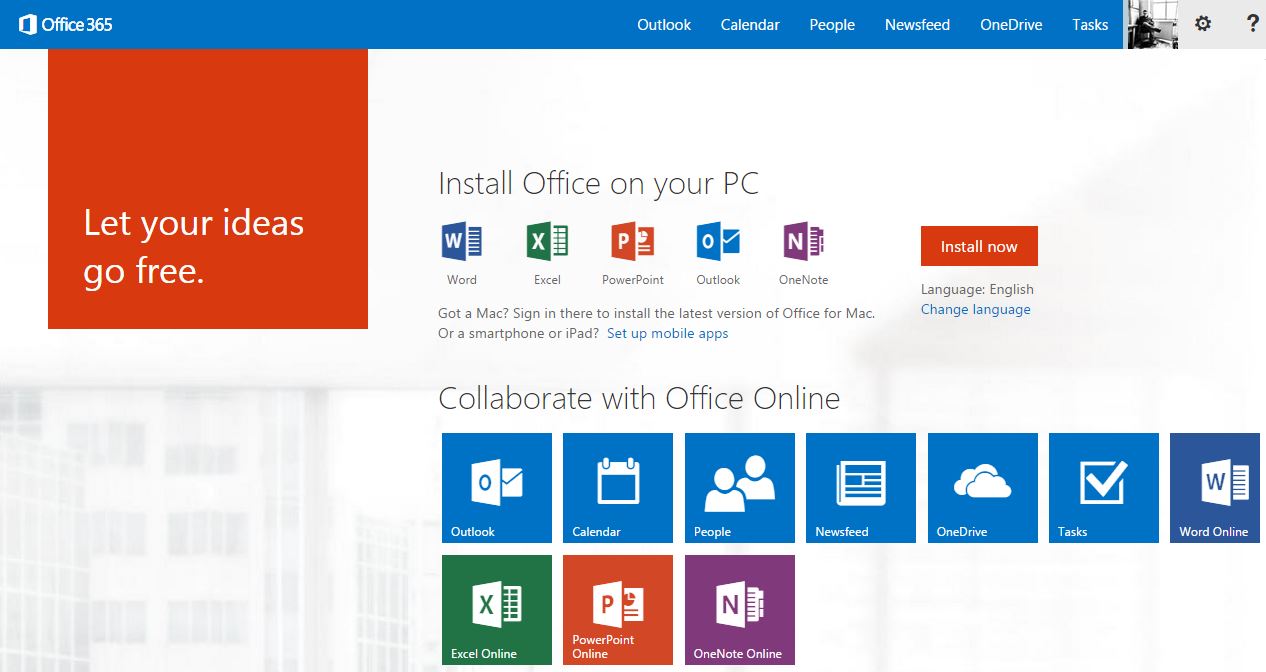 Office 365
Outlook Calendar People Newsfeed OneDrive Tasks ?
Let your ideas
go free.
Install Office on your PC
W X P O N
Word Excel PowerPoint Outlook OneNote
Install now
Got a Mac? Sign in there to install the latest version of Office for Mac.
Or a smartphone or iPad? Set up mobile apps
Language: English
Change language
Collaborate with Office Online
O W
Outlook Calendar People Newsfeed OneDrive Tasks Word Online
X P N
Excel Online
PowerPoint
Online
OneNote Online